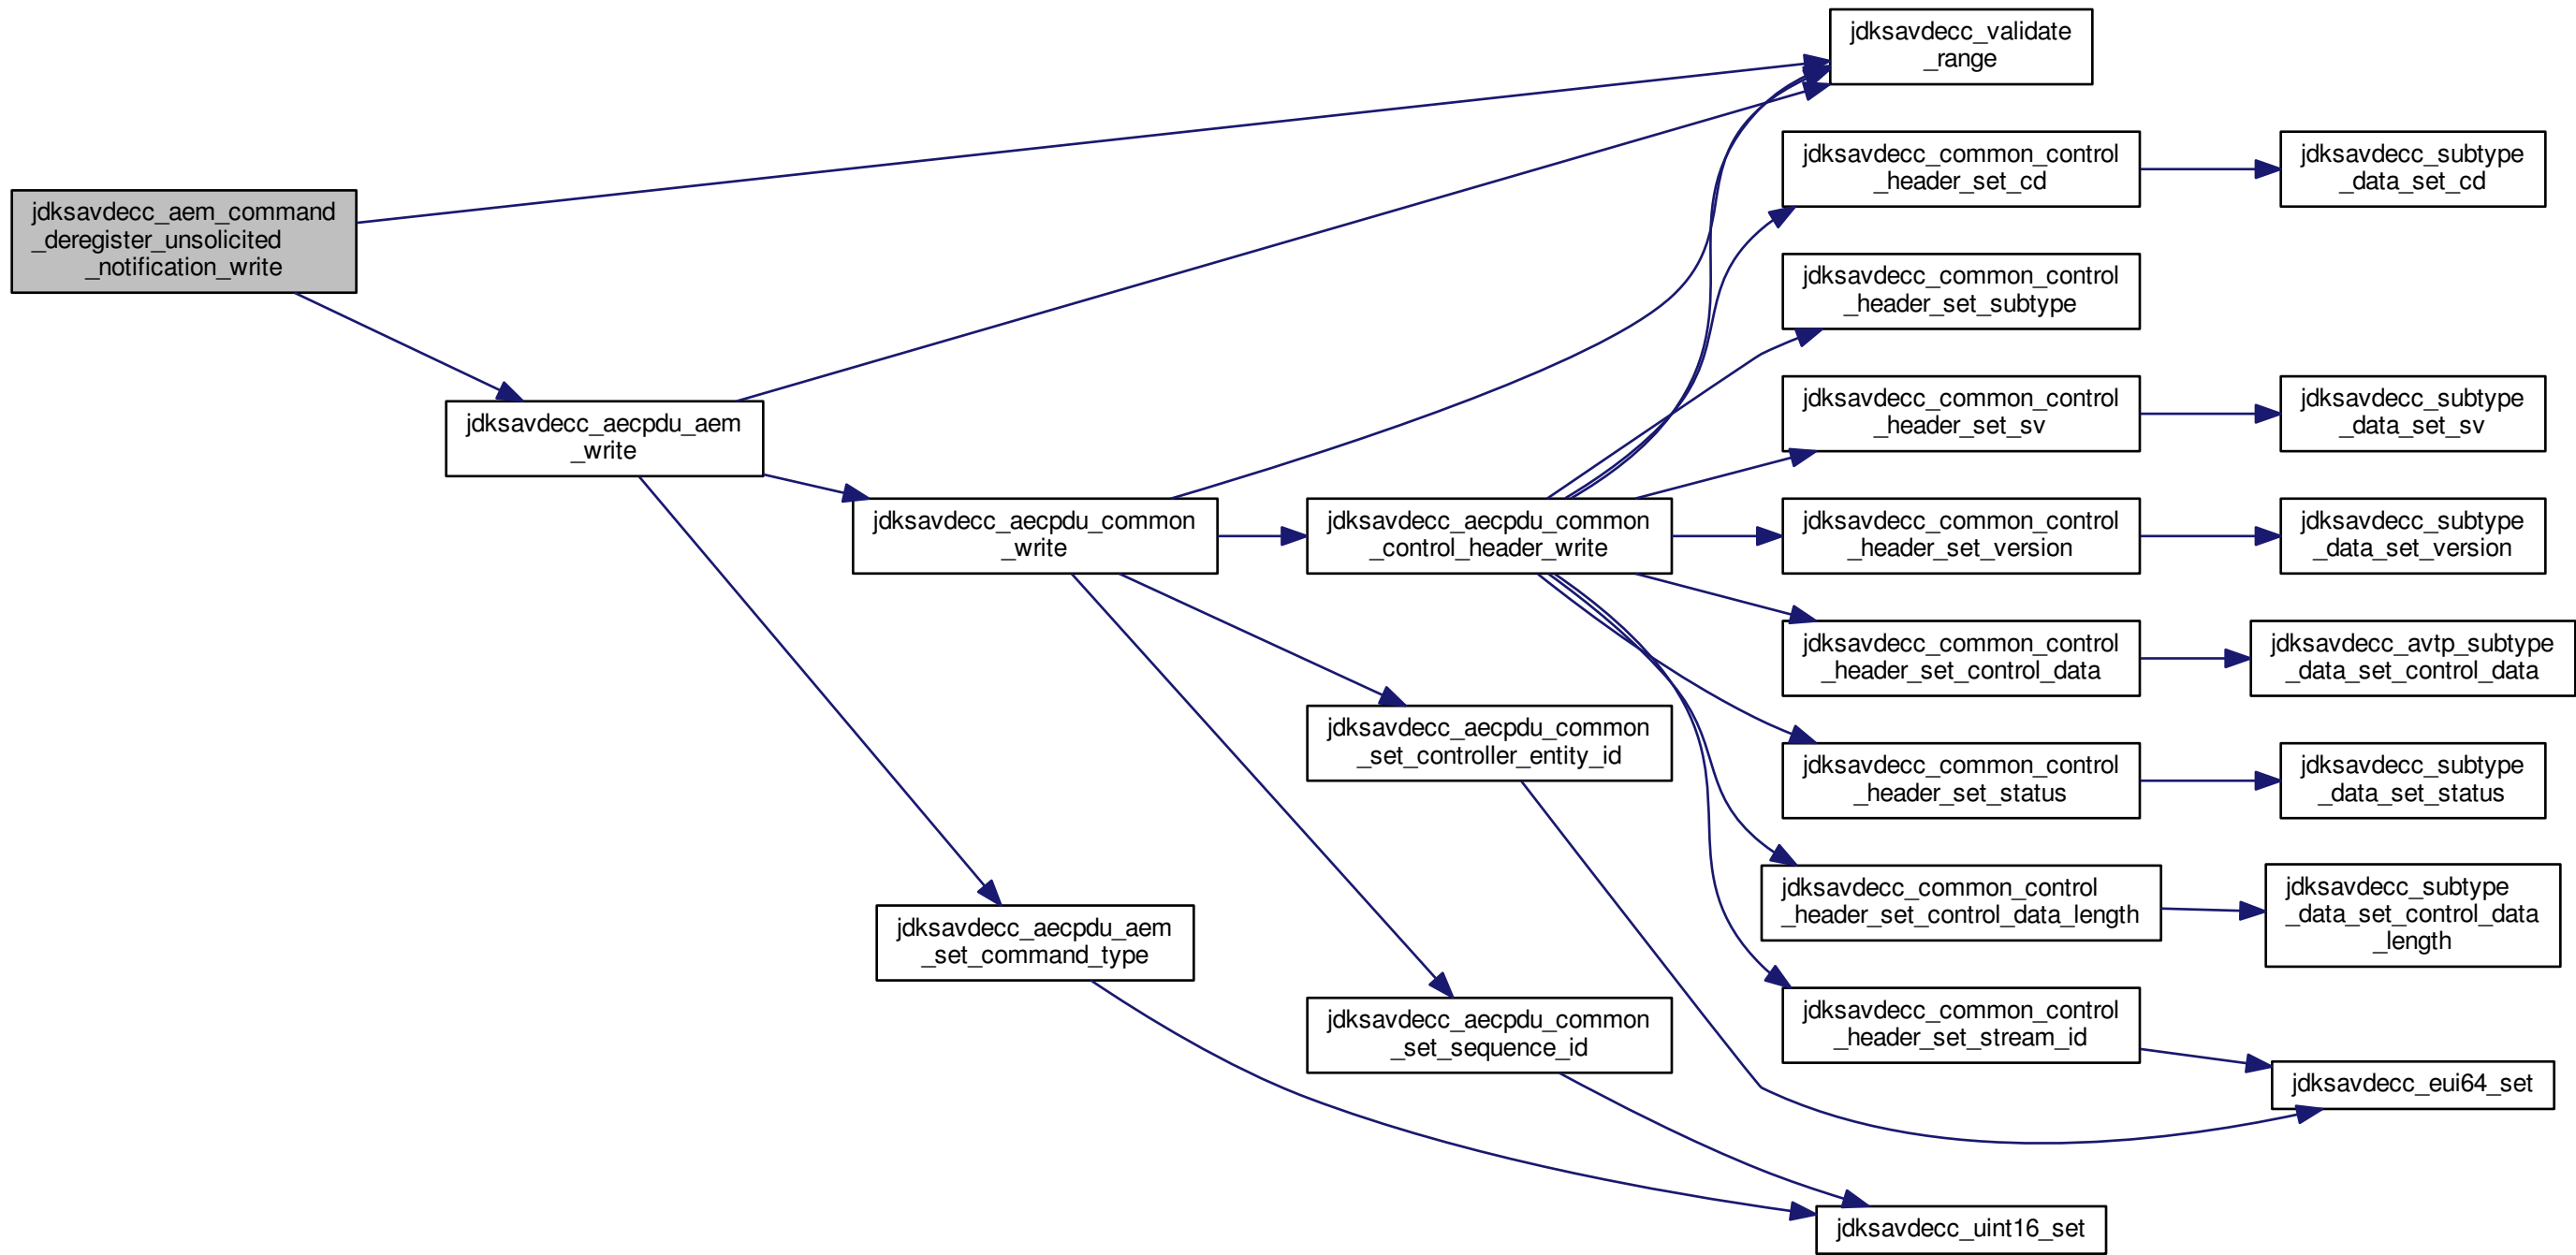 jdksavdecc_aem_command
_deregister_unsolicited
_notification_write
jdksavdecc_aecpdu_aem
_write
jdksavdecc_aecpdu_common
_write
jdksavdecc_aecpdu_aem
_set_command_type
jdksavdecc_aecpdu_common
_control_header_write
jdksavdecc_aecpdu_common
_set_controller_entity_id
jdksavdecc_aecpdu_common
_set_sequence_id
jdksavdecc_validate
_range
jdksavdecc_common_control
_header_set_cd
jdksavdecc_common_control
_header_set_subtype
jdksavdecc_common_control
_header_set_sv
jdksavdecc_common_control
_header_set_version
jdksavdecc_common_control
_header_set_control_data
jdksavdecc_common_control
_header_set_status
jdksavdecc_common_control
_header_set_control_data_length
jdksavdecc_common_control
_header_set_stream_id
jdksavdecc_uint16_set
jdksavdecc_subtype
_data_set_cd
jdksavdecc_subtype
_data_set_sv
jdksavdecc_subtype
_data_set_version
jdksavdecc_avtp_subtype
_data_set_control_data
jdksavdecc_subtype
_data_set_status
jdksavdecc_subtype
_data_set_control_data
_length
jdksavdecc_eui64_set